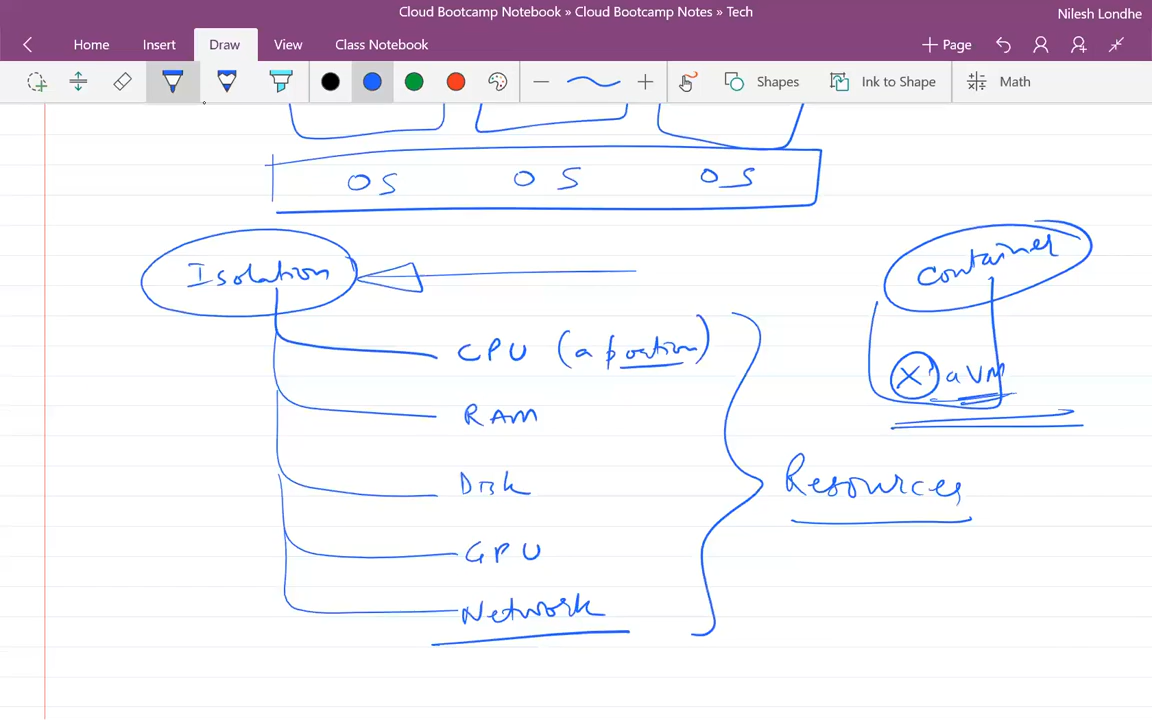 Cloud Bootcamp Notebook » Cloud Bootcamp Notes » Tech
Nilesh Londhe
Home Insert Draw View Class Notebook Page
Shapes Ink to Shape Math
OS OS OS
Isolation
Container
CPU (a portion)
X a VM
RAM
Disk
Resources
GPU
Network